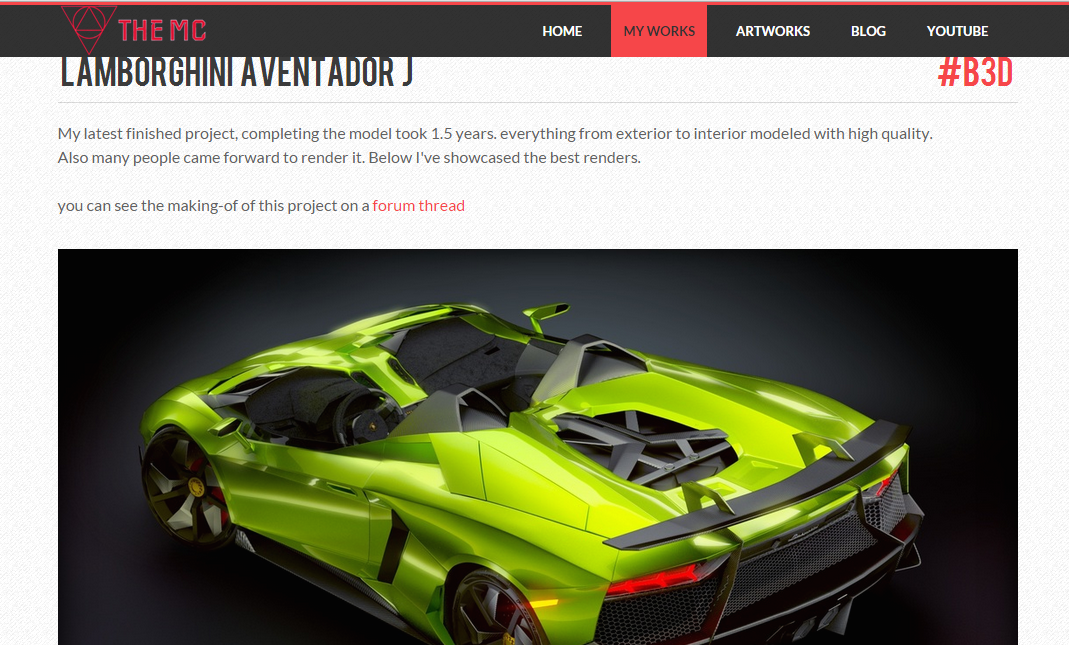 THE MC
HOME
MY WORKS
ARTWORKS
BLOG
YOUTUBE
LAMBORGHINI AVENTADOR J
#B3D
My latest finished project, completing the model took 1.5 years. everything from exterior to interior modeled with high quality.
Also many people came forward to render it. Below I've showcased the best renders.
you can see the making-of of this project on a forum thread